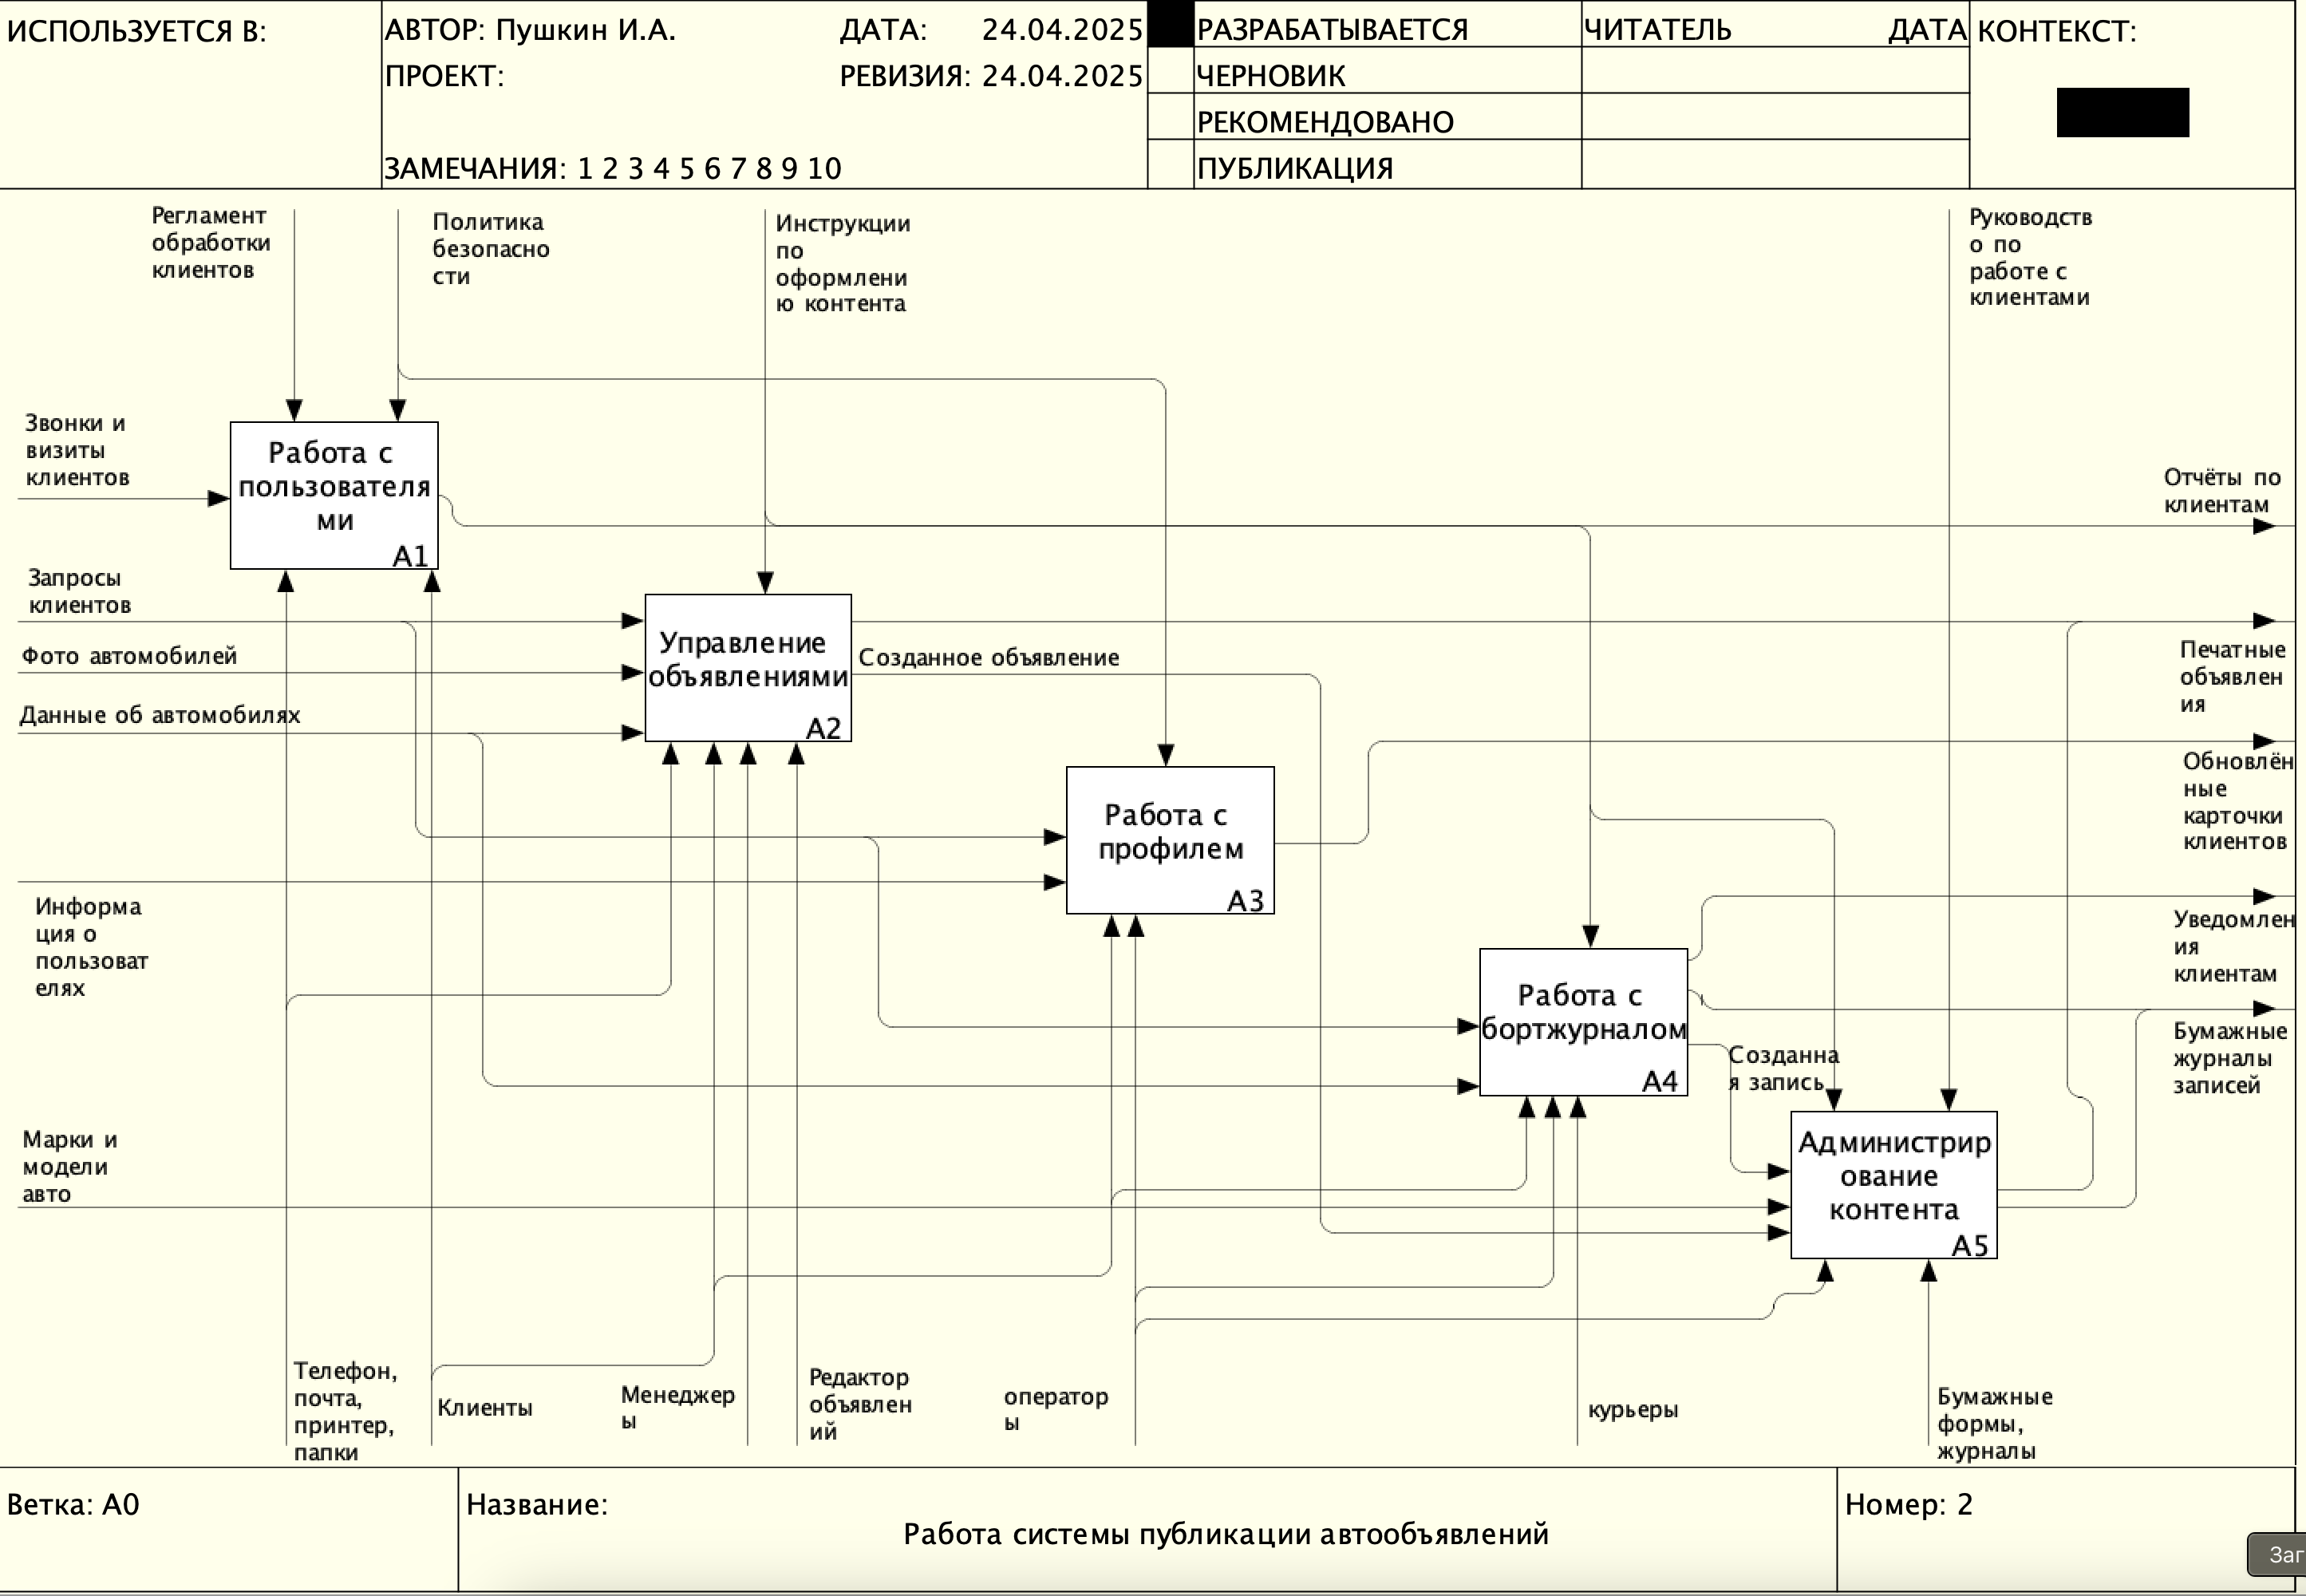 ИСПОЛЬЗУЕТСЯ В:
АВТОР: Пушкин И.А.
ДАТА: 24.04.2025
ПРОЕКТ:
РЕВИЗИЯ: 24.04.2025
ЗАМЕЧАНИЯ: 1 2 3 4 5 6 7 8 9 10
РАЗРАБАТЫВАЕТСЯ
ЧЕРНОВИК
РЕКОМЕНДОВАНО
ПУБЛИКАЦИЯ
ЧИТАТЕЛЬ
ДАТА
КОНТЕКСТ:
Регламент
обработки
клиентов
Политика
безопасно
сти
Инструкции
по
оформлени
ю контента
Руководств
о по
работе с
клиентами
Звонки и
визиты
клиентов
Работа с
пользователя
ми
A1
Отчёты по
клиентам
Запросы
клиентов
Фото автомобилей
Данные об автомобилях
Управление
объявлениями
A2
Созданное объявление
Печатные
объявлен
ия
Работа с
профилем
A3
Обновлён
ные
карточки
клиентов
Информа
ция о
пользоват
елях
Уведомлен
ия
клиентам
Работа с
бортжурналом
A4
Созданна
я запись
Бумажные
журналы
записей
Марки и
модели
авто
Администрир
ование
контента
A5
Телефон,
почта,
принтер,
папки
Клиенты
Менеджер
ы
Редактор
объявлен
ий
оператор
ы
курьеры
Бумажные
формы,
журналы
Ветка: A0
Название:
Работа системы публикации автообъявлений
Номер: 2
Заг